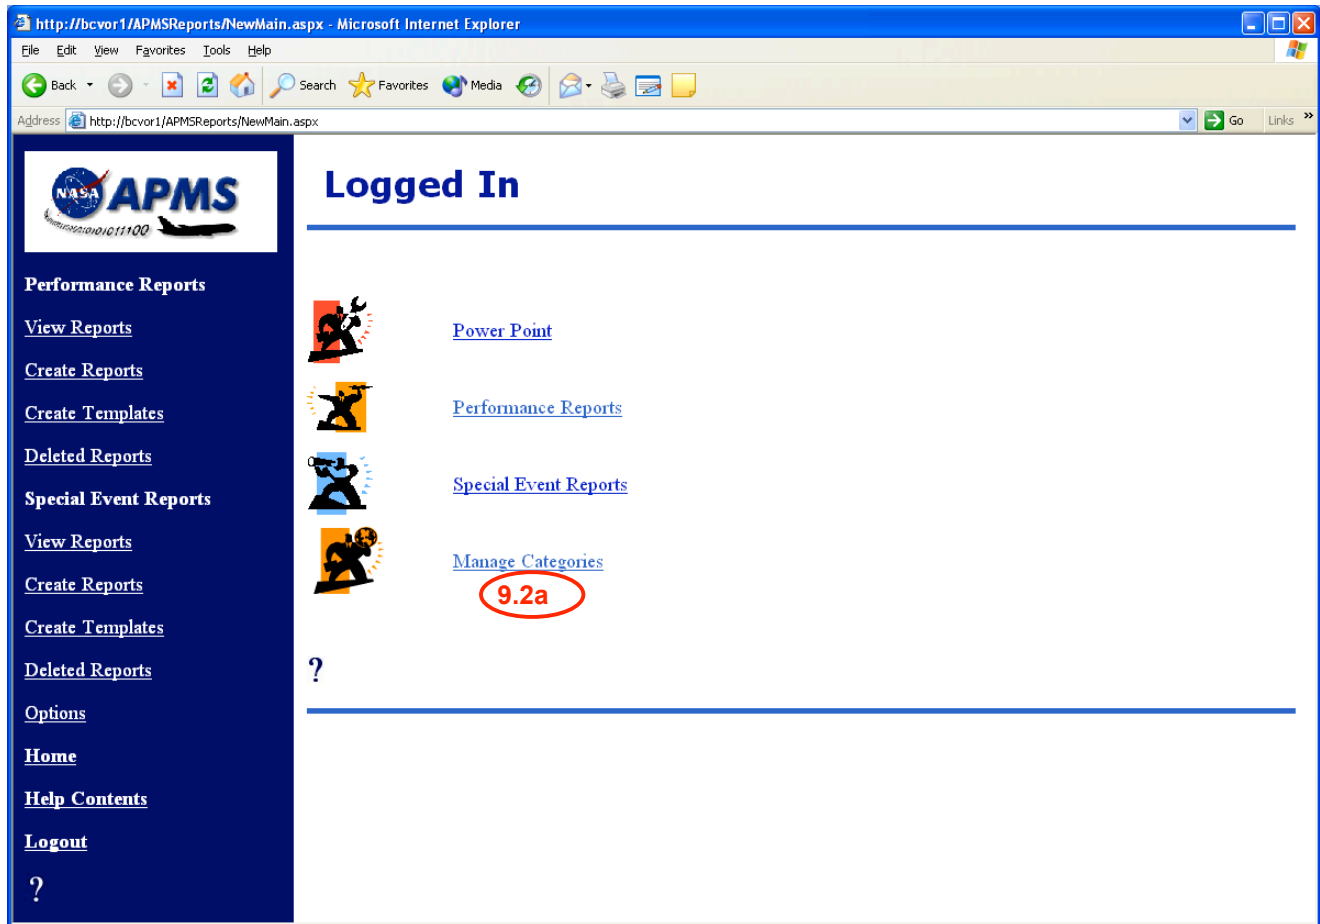 http://bcvor1/APMSReports/NewMain.aspx - Microsoft Internet Explorer
File Edit View Favorites Tools Help
Back Search Favorites Media
Address http://bcvor1/APMSReports/NewMain.aspx Go Links »
NASA APMS
Logged In
Performance Reports
View Reports
Create Reports
Create Templates
Deleted Reports
Special Event Reports
View Reports
Create Reports
Create Templates
Deleted Reports
Options
Home
Help Contents
Logout
?
Power Point
Performance Reports
Special Event Reports
Manage Categories
9.2a
?